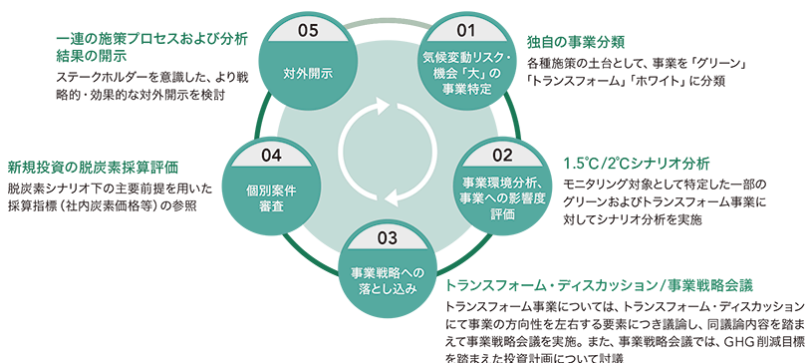 01
気候変動リスク・
機会「大」の
事業特定
独自の事業分類
各種施策の土台として、事業を「グリーン」
「トランスフォーム」「ホワイト」に分類
02
事業環境分析、
事業への影響度
評価
1.5℃/2℃シナリオ分析
モニタリング対象として特定した一部の
グリーンおよびトランスフォーム事業に
対してシナリオ分析を実施
03
事業戦略への
落とし込み
トランスフォーム・ディスカッション/事業戦略会議
トランスフォーム事業については、トランスフォーム・ディスカッション
にて事業の方向性を左右する要素につき議論し、同議論内容を踏ま
えて事業戦略会議を実施。また、事業戦略会議では、GHG削減目標
を踏まえた投資計画について討議
04
個別案件
審査
新規投資の脱炭素採算評価
脱炭素シナリオ下の主要前提を用いた
採算指標（社内炭素価格等）の参照
05
対外開示
一連の施策プロセスおよび分析
結果の開示
ステークホルダーを意識した、より戦
略的・効果的な対外開示を検討